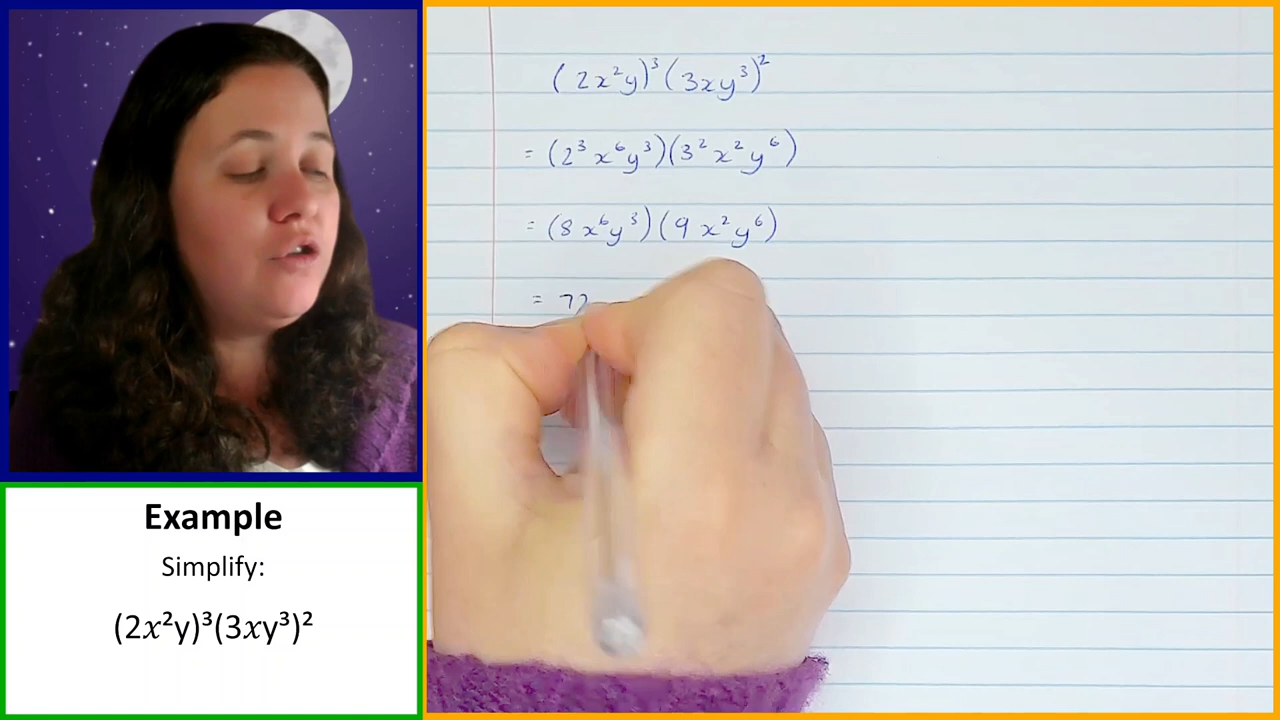 (2x²y)³(3xy³)²
= (2³x⁶y³)(3²x²y⁶)
= (8x⁶y³)(9x²y⁶)
= 72
Example
Simplify:
(2x²y)³(3xy³)²